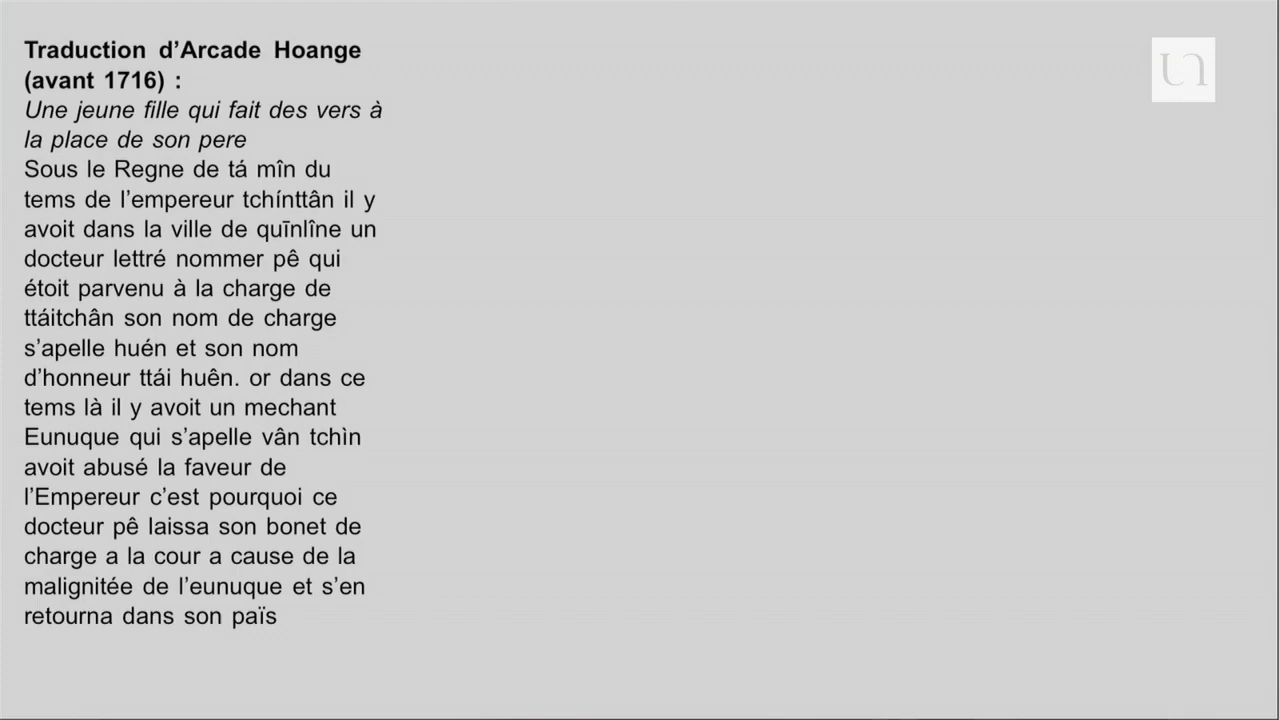 Traduction d’Arcade Hoange
(avant 1716) :
Une jeune fille qui fait des vers à
la place de son pere
Sous le Regne de tá mîn du
tems de l’empereur tchínttân il y
avoit dans la ville de quīnlîne un
docteur lettré nommer pê qui
étoit parvenu à la charge de
ttáitchân son nom de charge
s’apelle huén et son nom
d’honneur ttái huên. or dans ce
tems là il y avoit un mechant
Eunuque qui s’apelle vân tchìn
avoit abusé la faveur de
l’Empereur c’est pourquoi ce
docteur pê laissa son bonet de
charge a la cour a cause de la
malignitée de l’eunuque et s’en
retourna dans son païs